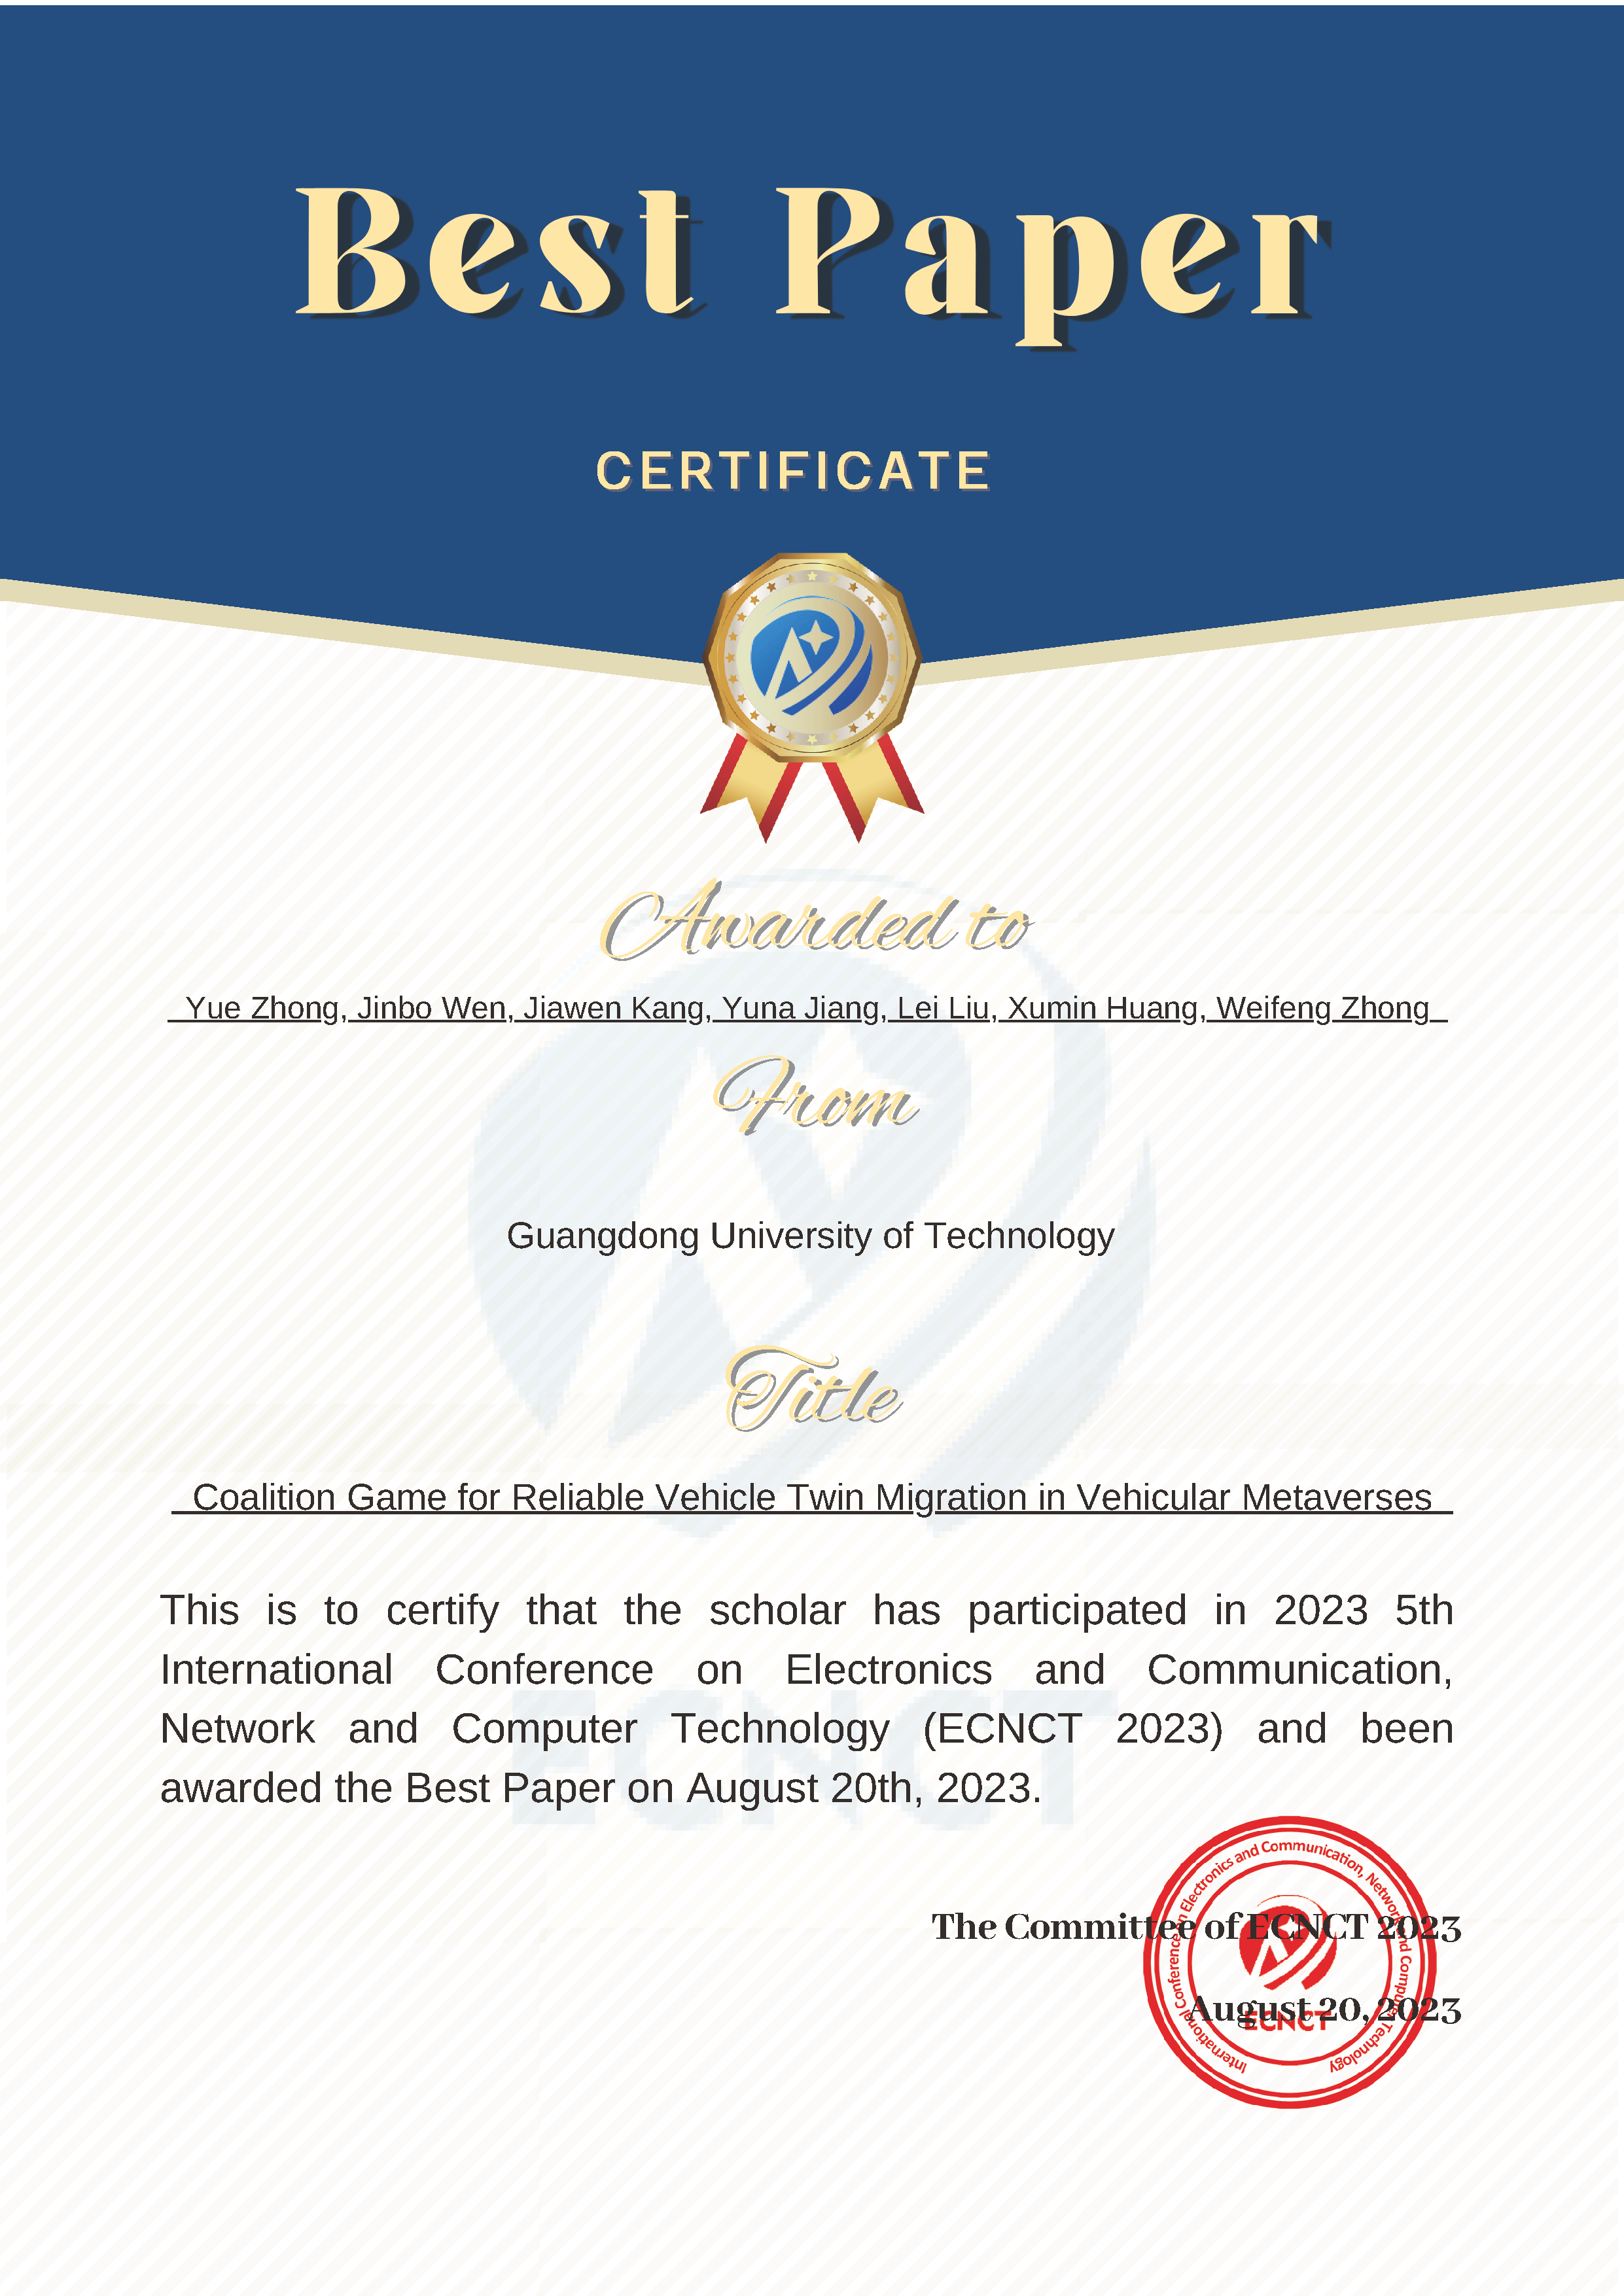 Best Paper
CERTIFICATE
Awarded to
Yue Zhong, Jinbo Wen, Jiawen Kang, Yuna Jiang, Lei Liu, Xumin Huang, Weifeng Zhong
From
Guangdong University of Technology
Title
Coalition Game for Reliable Vehicle Twin Migration in Vehicular Metaverses
This is to certify that the scholar has participated in 2023 5th
International Conference on Electronics and Communication,
Network and Computer Technology (ECNCT 2023) and been
awarded the Best Paper on August 20th, 2023.
ECNCT
The Committee of ECNCT 2023
August 20, 2023
International Conference on Electronics and Communication, Network and Computer Technology
ECNCT